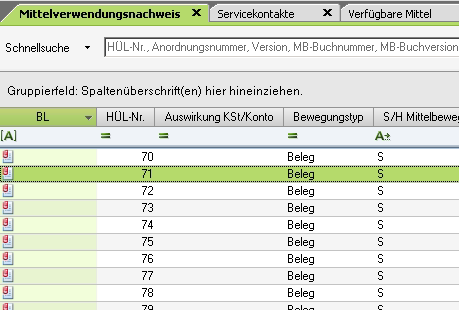 Mittelverwendungsnachweis X Servicekontakte X Verfügbare Mittel
Schnellsuche HÜL-Nr., Anordnungsnummer, Version, MB-Buchnummer, MB-Buchversion
Gruppierfeld: Spaltenüberschrift(en) hier hineinziehen.
BL HÜL-Nr. Auswirkung KSt/Konto Bewegungstyp S/H Mittelbeweg
[A] = = = A
70 Beleg S
71 Beleg S
72 Beleg S
73 Beleg S
74 Beleg S
75 Beleg S
76 Beleg S
77 Beleg S
78 Beleg S
79 Beleg S